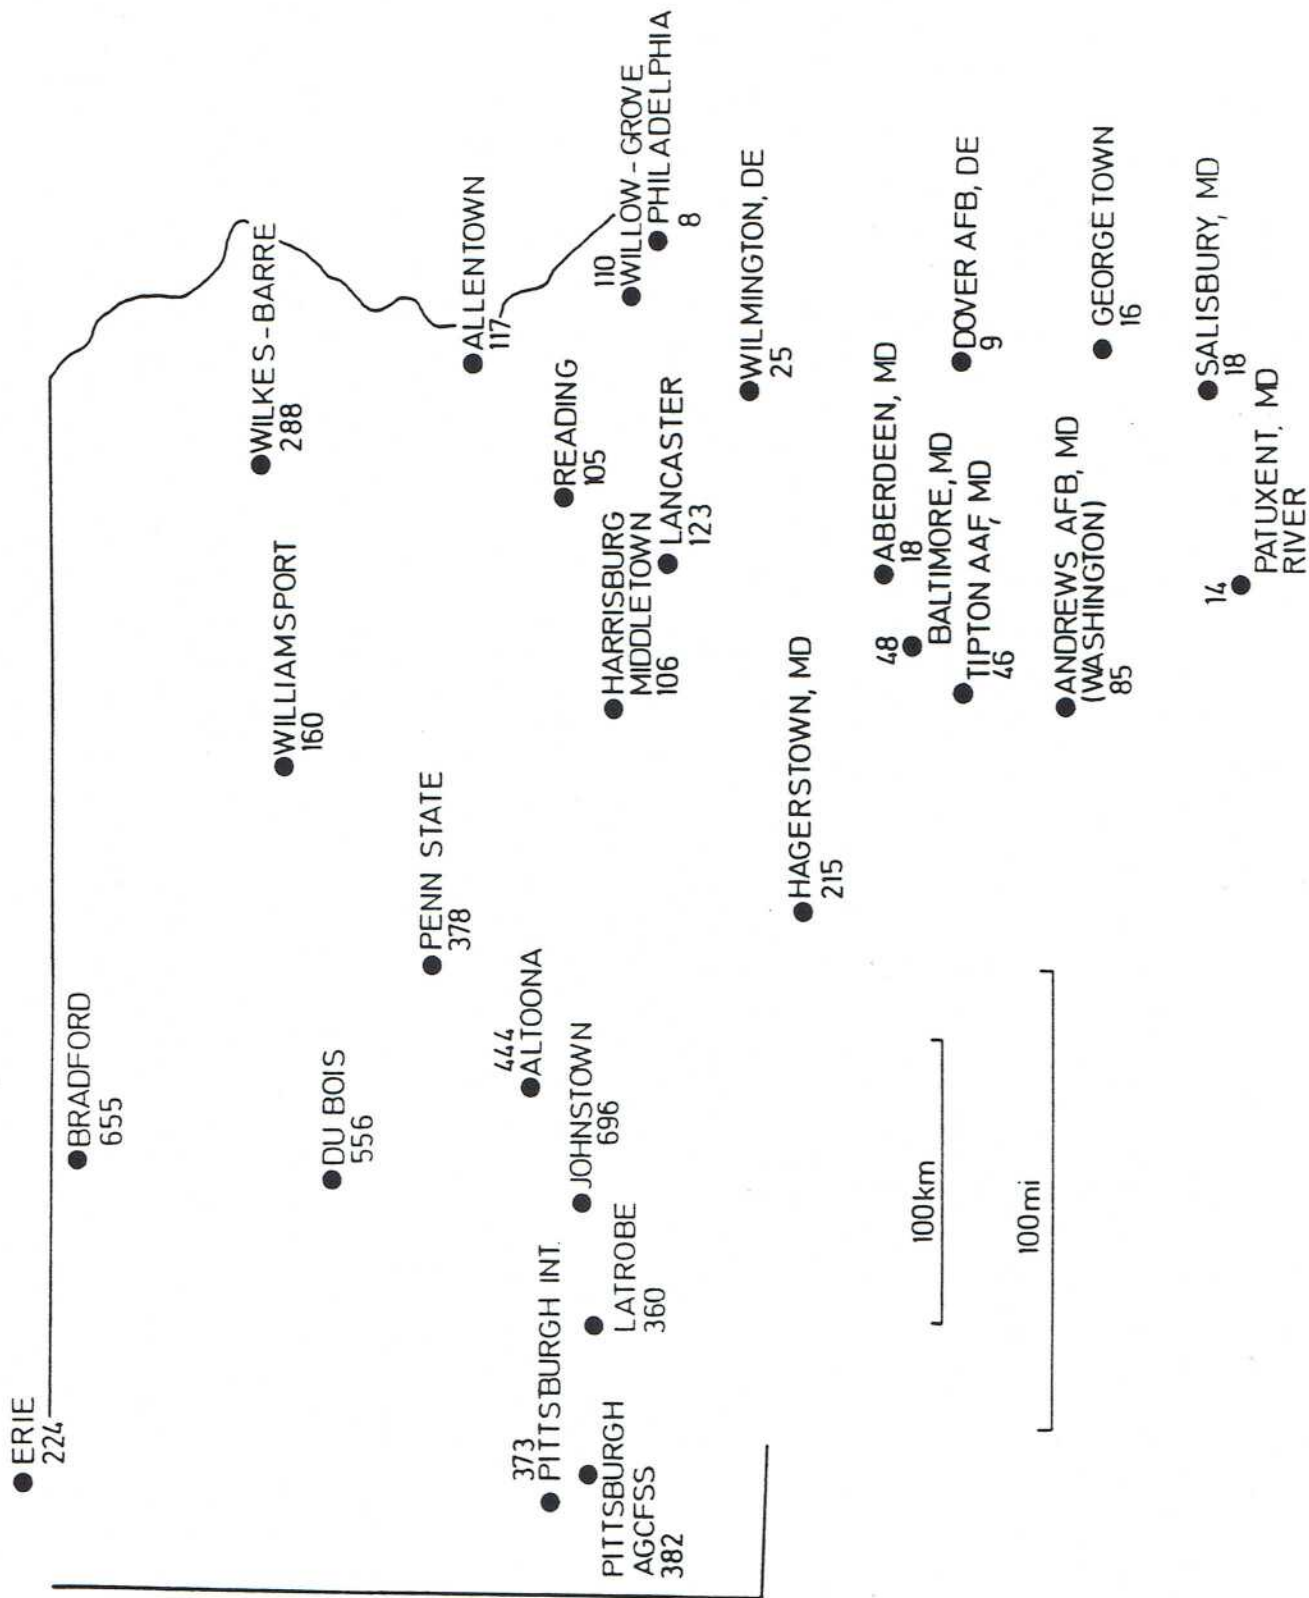 ERIE
224
BRADFORD
655
DU BOIS
556
WILLIAMSPORT
160
WILKES-BARRE
288
PENN STATE
378
ALLENTOWN
117
444
ALTOONA
373
PITTSBURGH INT.
JOHNSTOWN
696
LATROBE
360
PITTSBURGH
AGCFSS
382
READING
105
HARRISBURG
MIDDLETOWN
106
LANCASTER
123
110
WILLOW-GROVE
PHILADELPHIA
8
WILMINGTON, DE
25
HAGERSTOWN, MD
215
ABERDEEN, MD
18
48
BALTIMORE, MD
TIPTON AAF, MD
46
DOVER AFB, DE
9
ANDREWS AFB, MD
(WASHINGTON)
85
GEORGETOWN
16
SALISBURY, MD
18
14
PATUXENT, MD
RIVER
100km
100mi